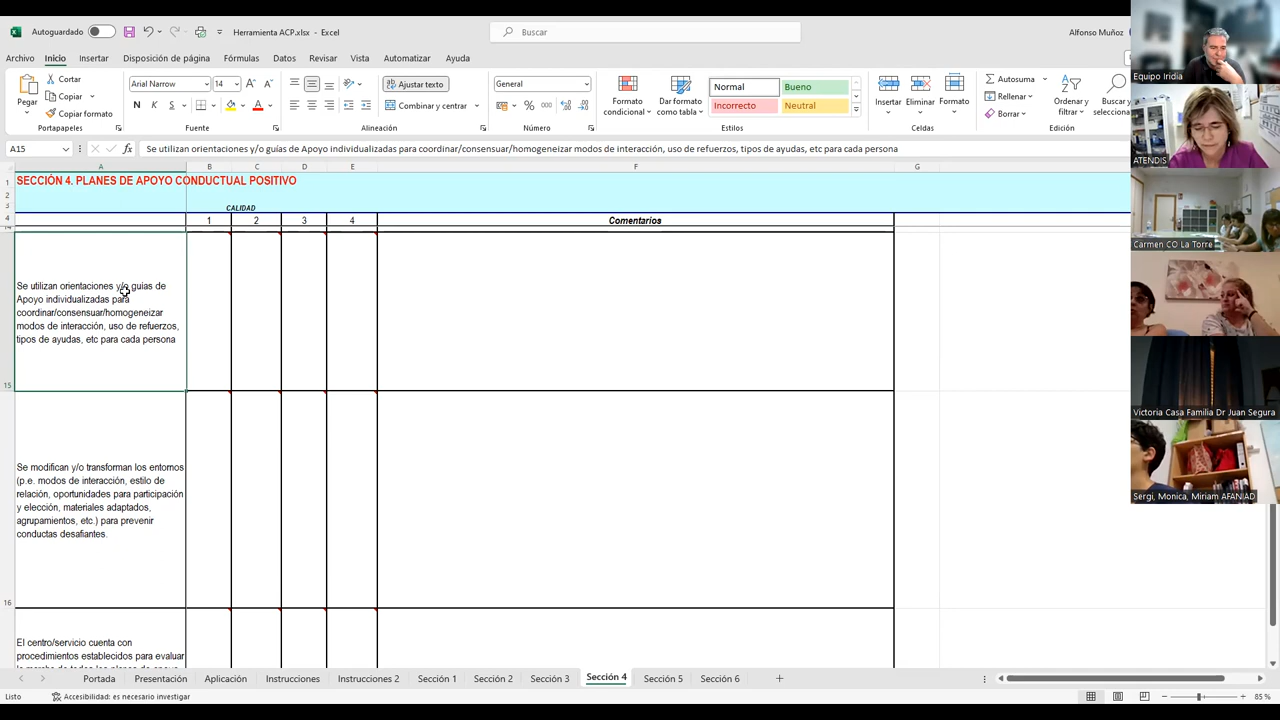 Autoguardado
Herramienta ACP.xlsx - Excel
Buscar
Alfonso Muñoz
Archivo Inicio Insertar Disposición de página Fórmulas Datos Revisar Vista Automatizar Ayuda
Pegar
Cortar
Copiar
Copiar formato
Portapapeles
Arial Narrow 14
N K S
Fuente
Ajustar texto
Combinar y centrar
Alineación
General
Número
Formato condicional
Dar formato como tabla
Normal Bueno
Incorrecto Neutral
Estilos
Insertar Eliminar Formato
Celdas
Autosuma
Rellenar
Borrar
Ordenar y filtrar
Buscar y
Edición
A15
fx
Se utilizan orientaciones y/o guías de Apoyo individualizadas para coordinar/consensuar/homogeneizar modos de interacción, uso de refuerzos, tipos de ayudas, etc para cada persona
A B C D E F G
1 SECCIÓN 4. PLANES DE APOYO CONDUCTUAL POSITIVO
2
3 CALIDAD
4 1 2 3 4 Comentarios
14
Se utilizan orientaciones y/o guías de
Apoyo individualizadas para
coordinar/consensuar/homogeneizar
modos de interacción, uso de refuerzos,
tipos de ayudas, etc para cada persona
15
Se modifican y/o transforman los entornos
(p.e. modos de interacción, estilo de
relación, oportunidades para participación
y elección, materiales adaptados,
agrupamientos, etc.) para prevenir
conductas desafiantes.
16
El centro/servicio cuenta con
procedimientos establecidos para evaluar
Portada Presentación Aplicación Instrucciones Instrucciones 2 Sección 1 Sección 2 Sección 3 Sección 4 Sección 5 Sección 6
Listo
Accesibilidad: es necesario investigar
85 %
Equipo Iridia
ATENDIS
Carmen CO La Torre
Victoria Casa Familia Dr Juan Segura
Sergi, Monica, Miriam AFANIAD